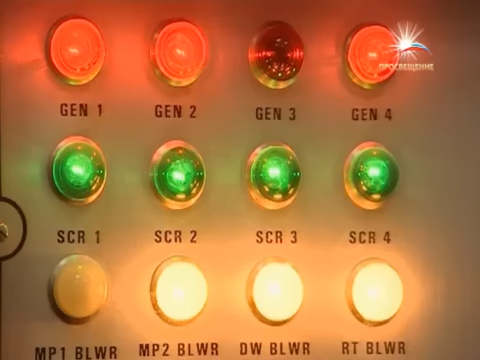 ПРОСВЕЩЕНИЕ
GEN 1 GEN 2 GEN 3 GEN 4
SCR 1 SCR 2 SCR 3 SCR 4
MP1 BLWR MP2 BLWR DW BLWR RT BLWR